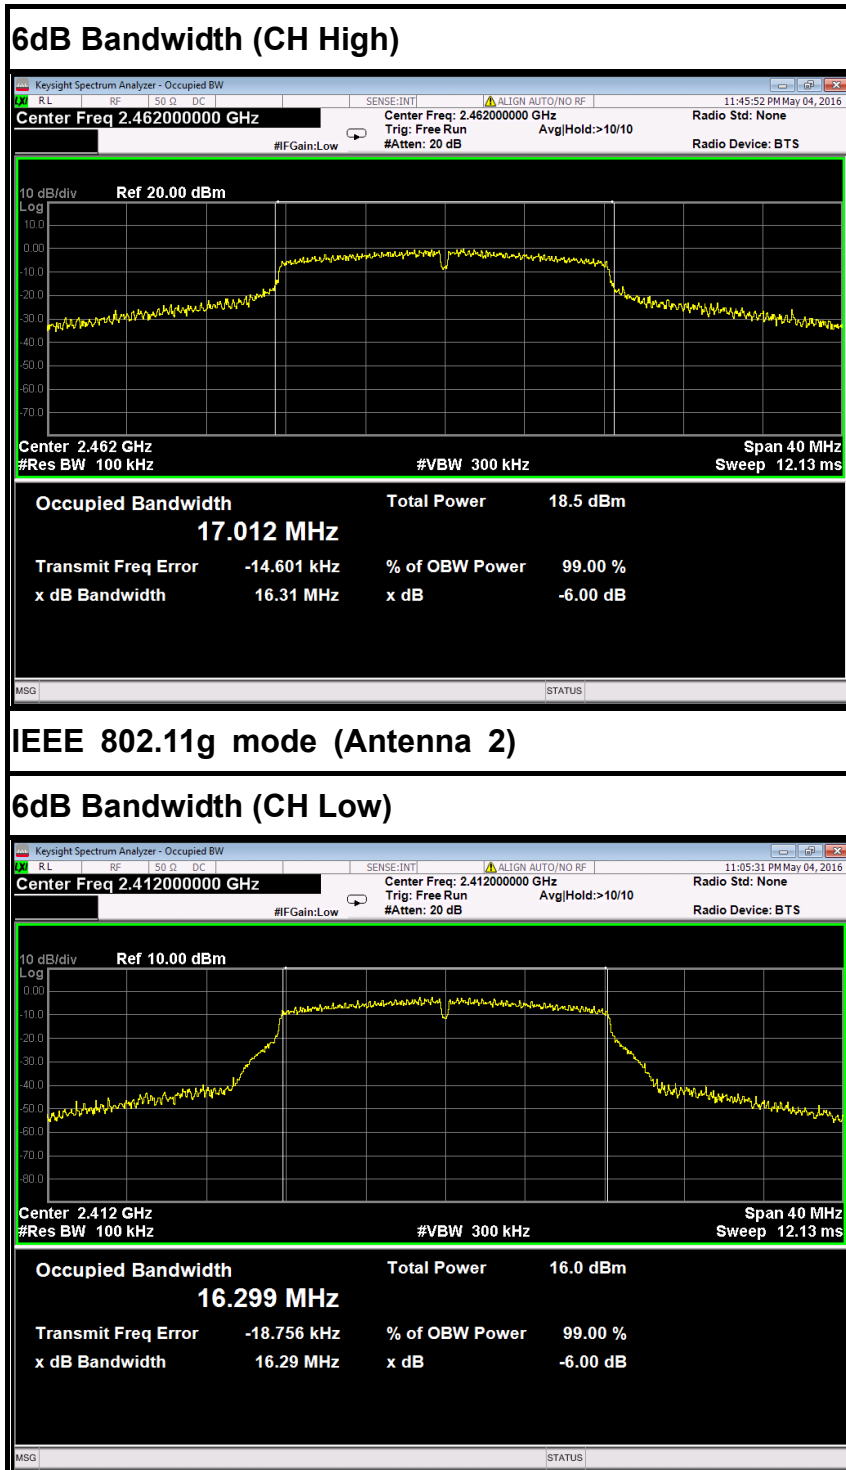 6dB Bandwidth (CH High)
Keysight Spectrum Analyzer - Occupied BW
LXI RL RF 50 Ω DC SENSE:INT ALIGN AUTO/NO RF 11:45:52 PM May 04, 2016
Center Freq 2.462000000 GHz Center Freq: 2.462000000 GHz Radio Std: None
Trig: Free Run Avg|Hold:>10/10
#IFGain:Low #Atten: 20 dB Radio Device: BTS
10 dB/div Ref 20.00 dBm
Log
10.0
0.00
-10.0
-20.0
-30.0
-40.0
-50.0
-60.0
-70.0
Center 2.462 GHz Span 40 MHz
#Res BW 100 kHz #VBW 300 kHz Sweep 12.13 ms
Occupied Bandwidth Total Power 18.5 dBm
17.012 MHz
Transmit Freq Error -14.601 kHz % of OBW Power 99.00 %
x dB Bandwidth 16.31 MHz x dB -6.00 dB
MSG STATUS
IEEE 802.11g mode (Antenna 2)
6dB Bandwidth (CH Low)
Keysight Spectrum Analyzer - Occupied BW
LXI RL RF 50 Ω DC SENSE:INT ALIGN AUTO/NO RF 11:05:31 PM May 04, 2016
Center Freq 2.412000000 GHz Center Freq: 2.412000000 GHz Radio Std: None
Trig: Free Run Avg|Hold:>10/10
#IFGain:Low #Atten: 20 dB Radio Device: BTS
10 dB/div Ref 10.00 dBm
Log
0.00
-10.0
-20.0
-30.0
-40.0
-50.0
-60.0
-70.0
-80.0
Center 2.412 GHz Span 40 MHz
#Res BW 100 kHz #VBW 300 kHz Sweep 12.13 ms
Occupied Bandwidth Total Power 16.0 dBm
16.299 MHz
Transmit Freq Error -18.756 kHz % of OBW Power 99.00 %
x dB Bandwidth 16.29 MHz x dB -6.00 dB
MSG STATUS